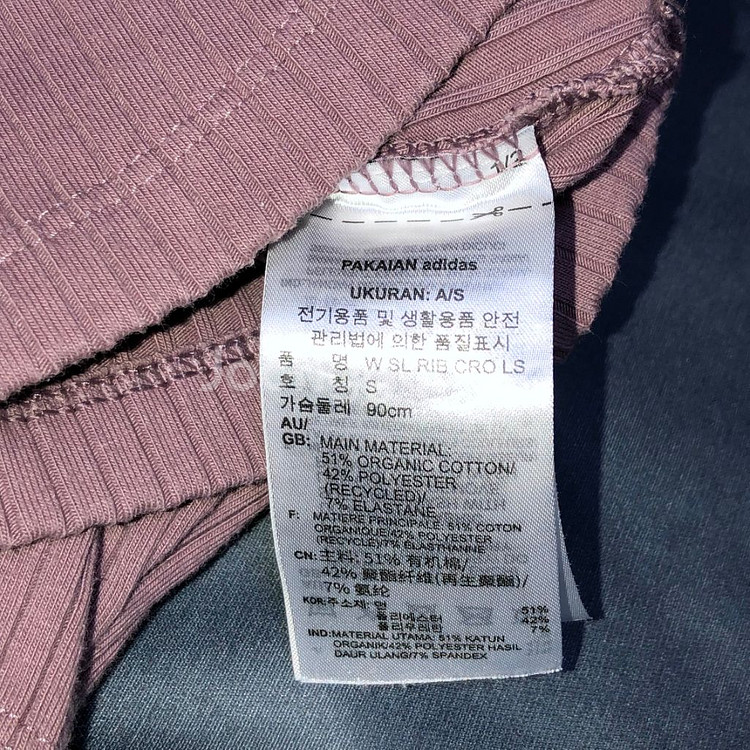 1/2
PAKAIAN adidas
UKURAN: A/S
전기용품 및 생활용품 안전
관리법에 의한 품질표시
품 명 W SL RIB CRO LS
호 칭 S
가슴둘레 90cm
AU/
GB: MAIN MATERIAL:
51% ORGANIC COTTON/
42% POLYESTER
(RECYCLED)/
7% ELASTANE
F: MATIÈRE PRINCIPALE: 51% COTON
ORGANIQUE/42% POLYESTER
(RECYCLÉ)/7% ÉLASTHANNE
CN:主料: 51% 有机棉/
42% 聚酯纤维(再生聚酯)/
7% 氨纶
KOR:주소재: 면 51%
폴리에스터 42%
폴리우레탄 7%
IND:MATERIAL UTAMA: 51% KATUN
ORGANIK/42% POLYESTER HASIL
DAUR ULANG/7% SPANDEX